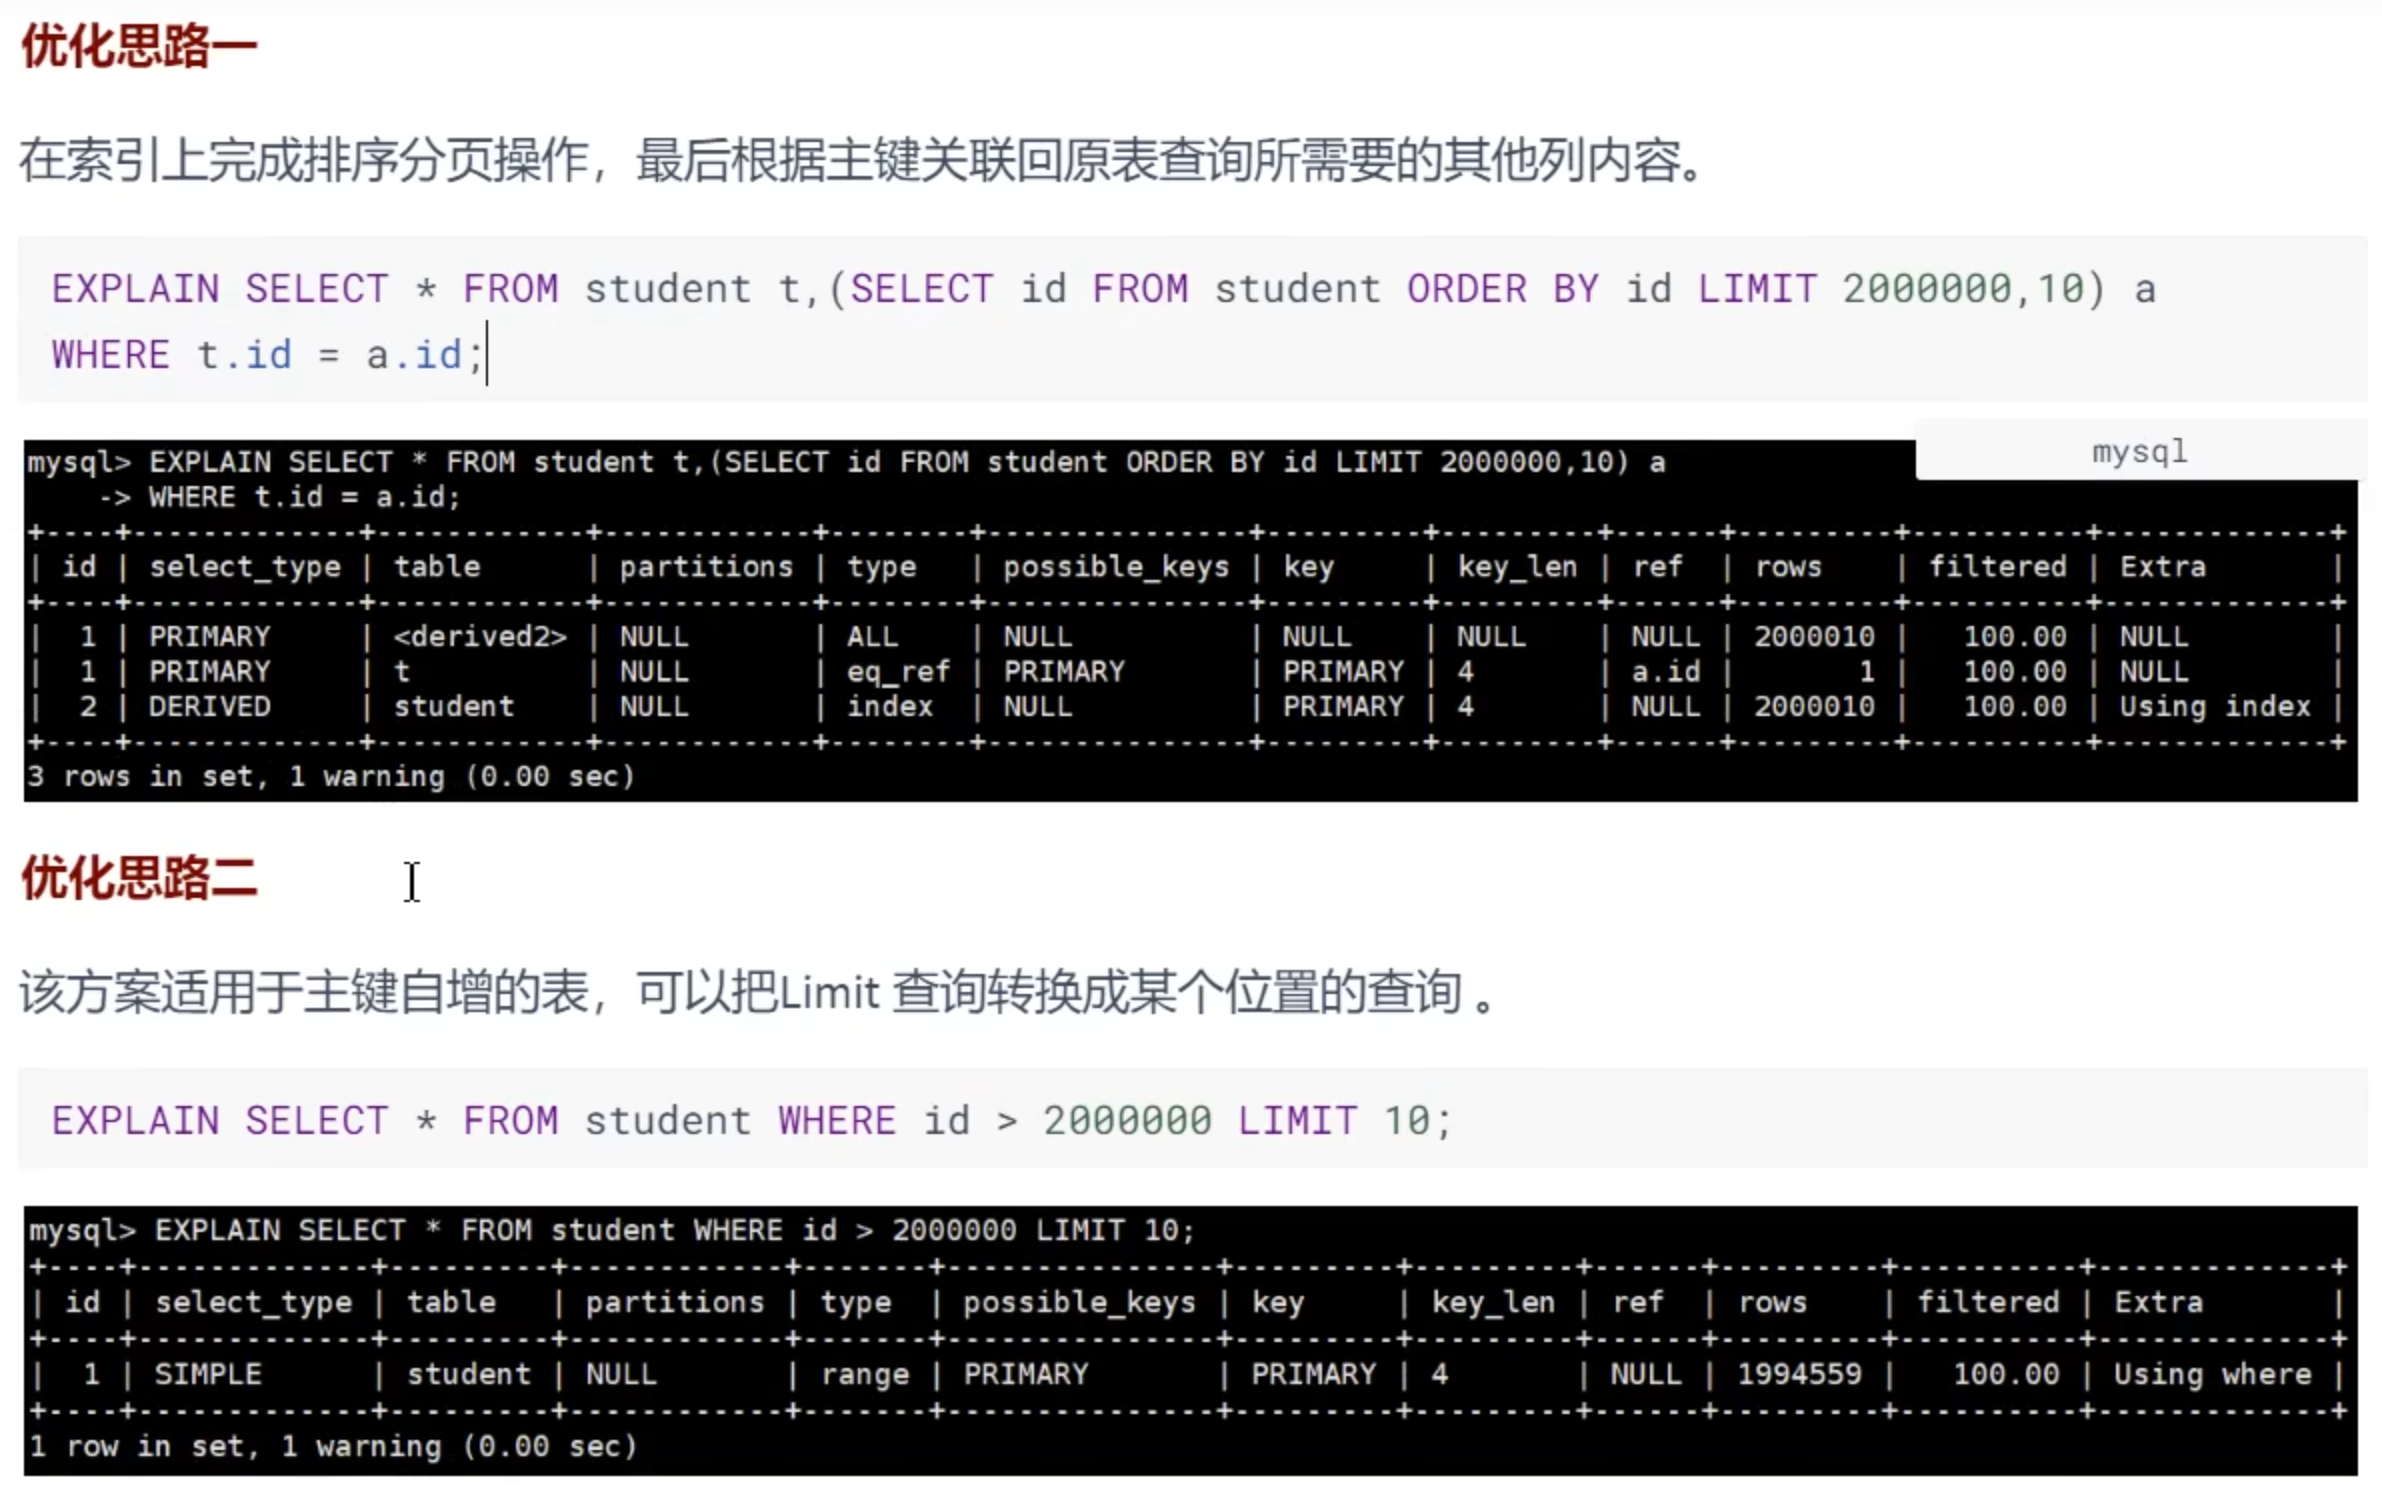 优化思路一
在索引上完成排序分页操作，最后根据主键关联回原表查询所需要的其他列内容。
EXPLAIN SELECT * FROM student t,(SELECT id FROM student ORDER BY id LIMIT 2000000,10) a
WHERE t.id = a.id;
mysql
mysql> EXPLAIN SELECT * FROM student t,(SELECT id FROM student ORDER BY id LIMIT 2000000,10) a
    -> WHERE t.id = a.id;
+----+-------------+------------+------------+--------+---------------+---------+---------+------+---------+----------+-------------+
| id | select_type | table      | partitions | type   | possible_keys | key     | key_len | ref  | rows    | filtered | Extra       |
+----+-------------+------------+------------+--------+---------------+---------+---------+------+---------+----------+-------------+
|  1 | PRIMARY     | <derived2> | NULL       | ALL    | NULL          | NULL    | NULL    | NULL | 2000010 |   100.00 | NULL        |
|  1 | PRIMARY     | t          | NULL       | eq_ref | PRIMARY       | PRIMARY | 4       | a.id |       1 |   100.00 | NULL        |
|  2 | DERIVED     | student    | NULL       | index  | NULL          | PRIMARY | 4       | NULL | 2000010 |   100.00 | Using index |
+----+-------------+------------+------------+--------+---------------+---------+---------+------+---------+----------+-------------+
3 rows in set, 1 warning (0.00 sec)
优化思路二
该方案适用于主键自增的表，可以把Limit 查询转换成某个位置的查询 。
EXPLAIN SELECT * FROM student WHERE id > 2000000 LIMIT 10;
mysql> EXPLAIN SELECT * FROM student WHERE id > 2000000 LIMIT 10;
+----+-------------+---------+------------+-------+---------------+---------+---------+------+---------+----------+-------------+
| id | select_type | table   | partitions | type  | possible_keys | key     | key_len | ref  | rows    | filtered | Extra       |
+----+-------------+---------+------------+-------+---------------+---------+---------+------+---------+----------+-------------+
|  1 | SIMPLE      | student | NULL       | range | PRIMARY       | PRIMARY | 4       | NULL | 1994559 |   100.00 | Using where |
+----+-------------+---------+------------+-------+---------------+---------+---------+------+---------+----------+-------------+
1 row in set, 1 warning (0.00 sec)